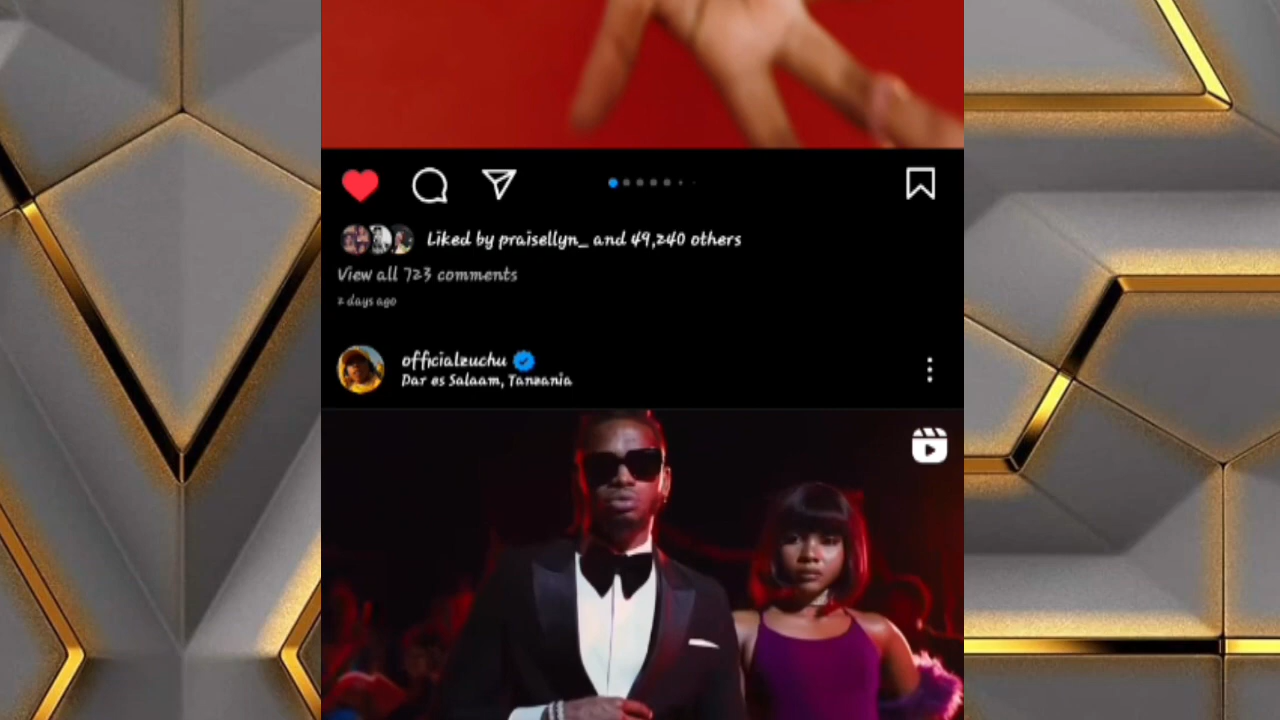 Liked by praisellyn_ and 49,240 others
View all 723 comments
2 days ago
officialzuchu
Dar es Salaam, Tanzania